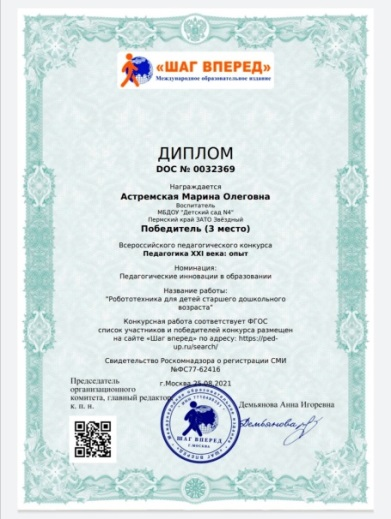 «ШАГ ВПЕРЕД»
Международное образовательное издание
ДИПЛОМ
DOC № 0032369
Награждается
Астремская Марина Олеговна
Воспитатель
МБДОУ "Детский сад N4"
Пермский край ЗАТО Звёздный
Победитель (3 место)
Всероссийского педагогического конкурса
Педагогика XXI века: опыт
Номинация:
Педагогические инновации в образовании
Название работы:
"Робототехника для детей старшего дошкольного
возраста"
Конкурсная работа соответствует ФГОС
список участников и победителей конкурса размещен
на сайте «Шаг вперед» по адресу: https://ped-
up.ru/search/
Свидетельство Роскомнадзора о регистрации СМИ
№ФС77-62416
г.Москва 25.08.2021
Председатель
организационного
комитета, главный редактор,
к. п. н.
Демьянова Анна Игоревна
Демьянова
ШАГ ВПЕРЕД
Г.МОСКВА